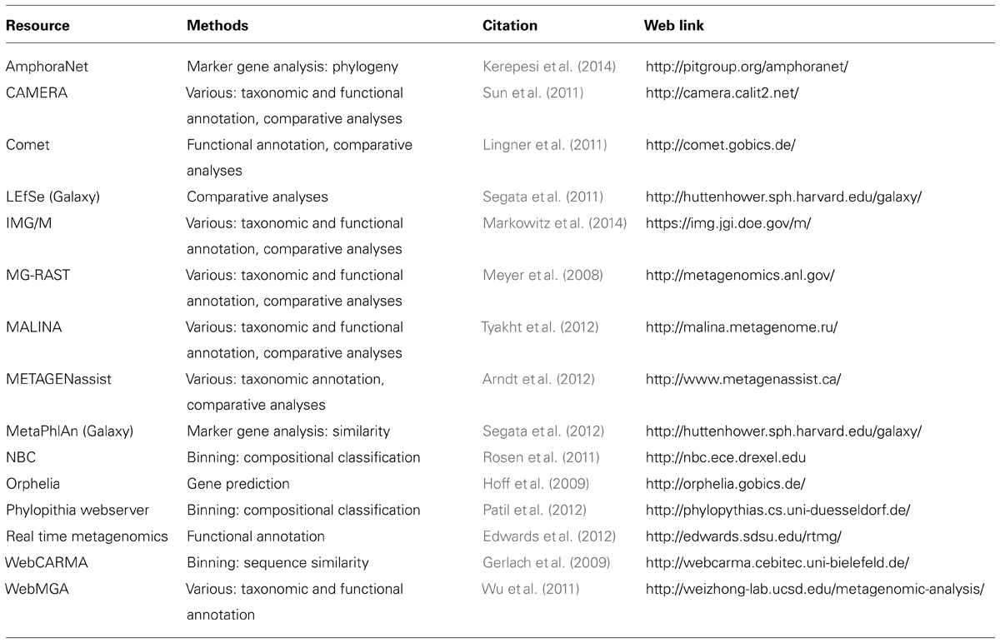 Resource Methods Citation Web link
AmphoraNet Marker gene analysis: phylogeny Kerepesi et al. (2014) http://pitgroup.org/amphoranet/
CAMERA Various: taxonomic and functional Sun et al. (2011) http://camera.calit2.net/
annotation, comparative analyses
Comet Functional annotation, comparative Lingner et al. (2011) http://comet.gobics.de/
analyses
LEfSe (Galaxy) Comparative analyses Segata et al. (2011) http://huttenhower.sph.harvard.edu/galaxy/
IMG/M Various: taxonomic and functional Markowitz et al. (2014) https://img.jgi.doe.gov/m/
annotation, comparative analyses
MG-RAST Various: taxonomic and functional Meyer et al. (2008) http://metagenomics.anl.gov/
annotation, comparative analyses
MALINA Various: taxonomic and functional Tyakht et al. (2012) http://malina.metagenome.ru/
annotation, comparative analyses
METAGENassist Various: taxonomic annotation, Arndt et al. (2012) http://www.metagenassist.ca/
comparative analyses
MetaPhlAn (Galaxy) Marker gene analysis: similarity Segata et al. (2012) http://huttenhower.sph.harvard.edu/galaxy/
NBC Binning: compositional classification Rosen et al. (2011) http://nbc.ece.drexel.edu
Orphelia Gene prediction Hoff et al. (2009) http://orphelia.gobics.de/
Phylopithia webserver Binning: compositional classification Patil et al. (2012) http://phylopythias.cs.uni-duesseldorf.de/
Real time metagenomics Functional annotation Edwards et al. (2012) http://edwards.sdsu.edu/rtmg/
WebCARMA Binning: sequence similarity Gerlach et al. (2009) http://webcarma.cebitec.uni-bielefeld.de/
WebMGA Various: taxonomic and functional Wu et al. (2011) http://weizhong-lab.ucsd.edu/metagenomic-analysis/
annotation